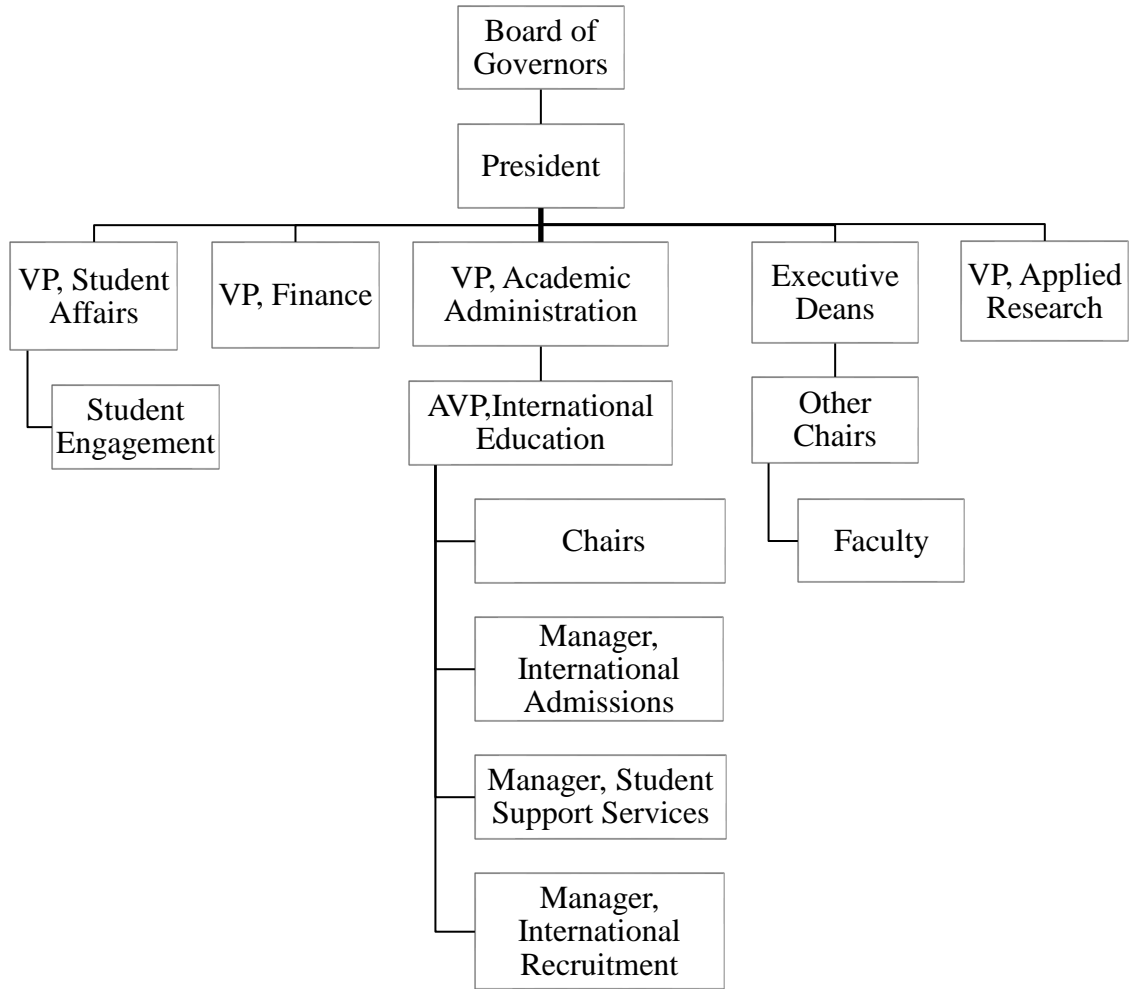 Board of
Governors
President
VP, Student
Affairs
VP, Finance
VP, Academic
Administration
Executive
Deans
VP, Applied
Research
Student
Engagement
AVP,International
Education
Other
Chairs
Chairs
Faculty
Manager,
International
Admissions
Manager, Student
Support Services
Manager,
International
Recruitment